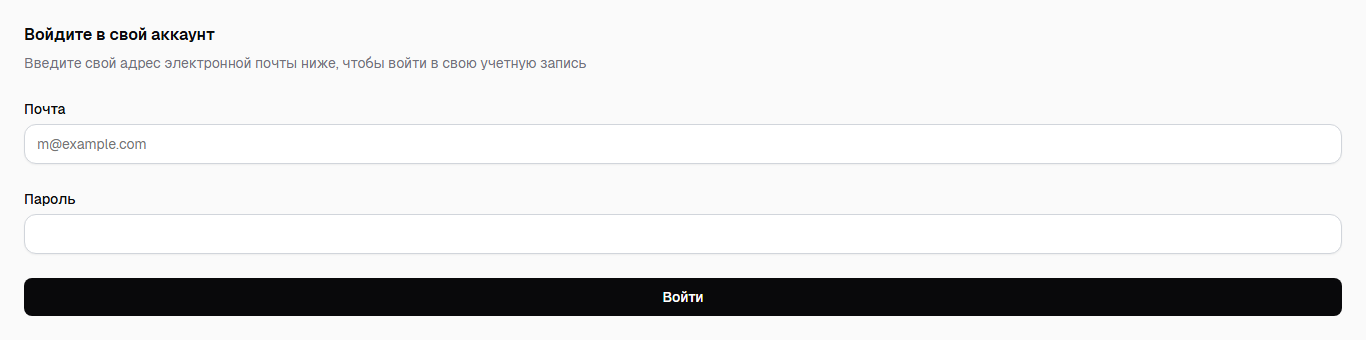 Войдите в свой аккаунт
Введите свой адрес электронной почты ниже, чтобы войти в свою учетную запись
Почта
m@example.com
Пароль
Войти